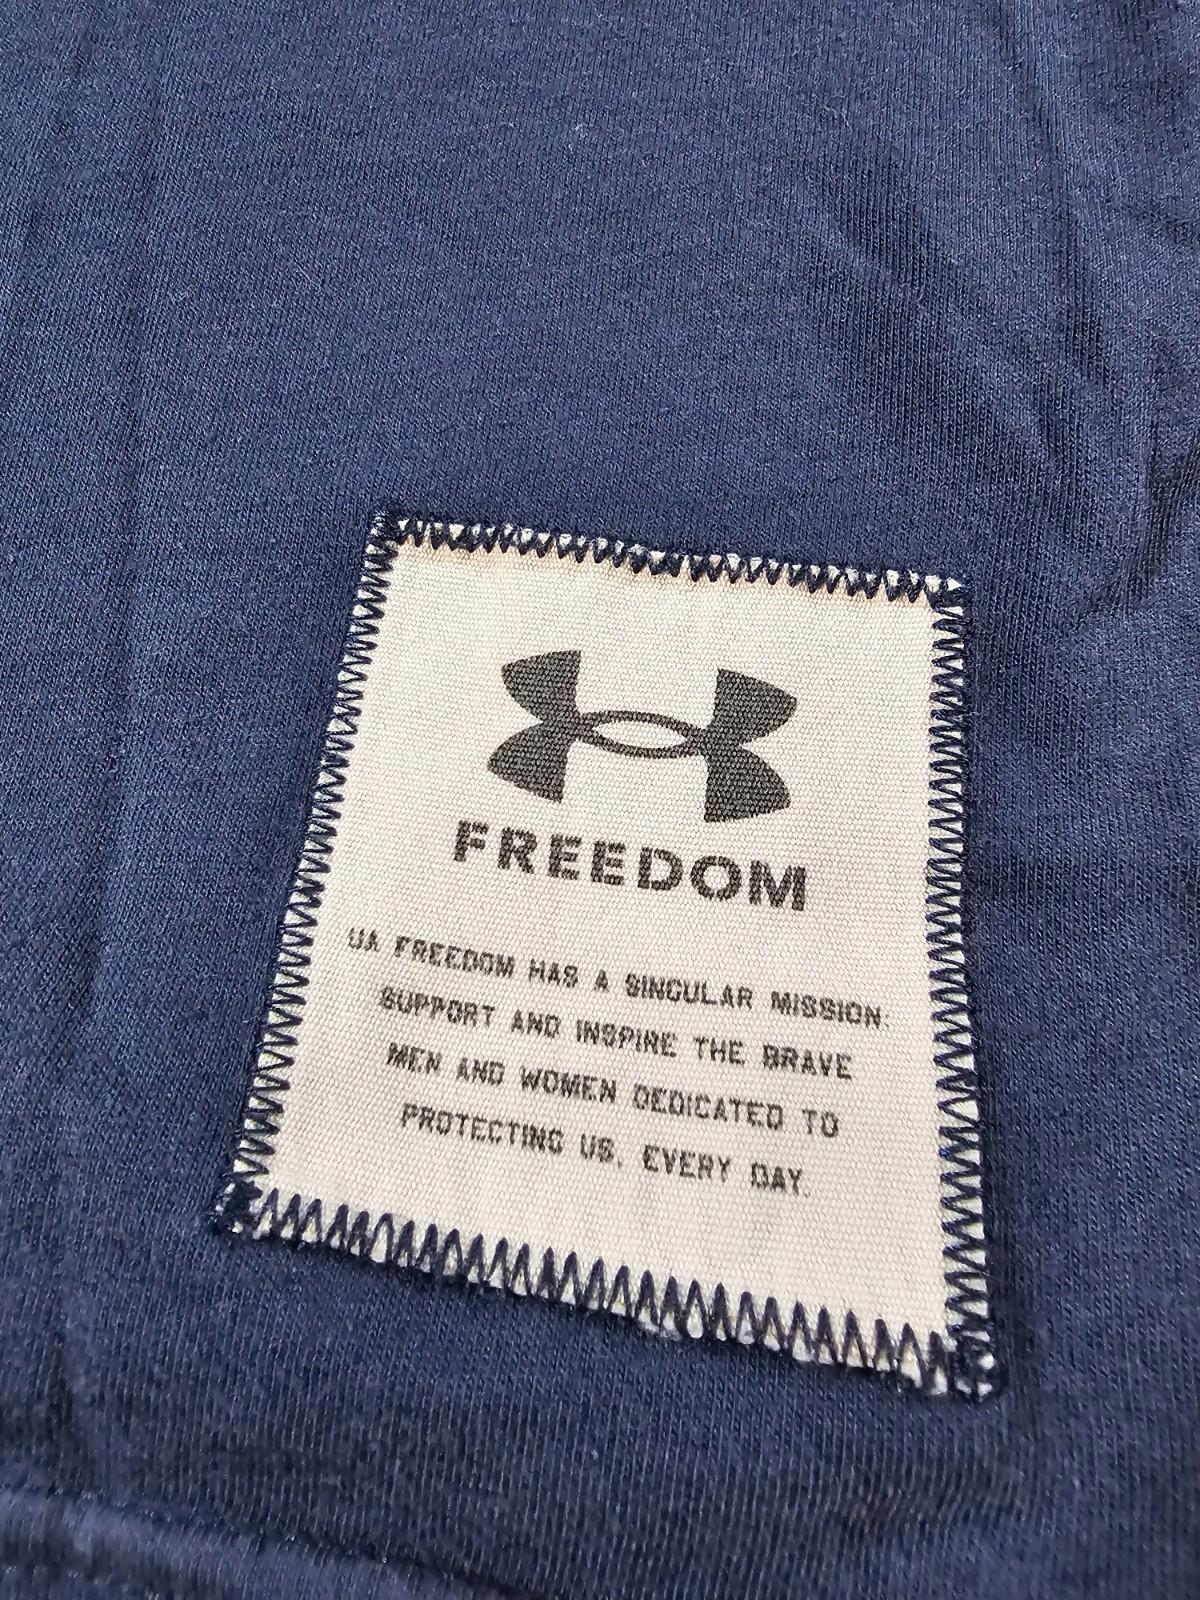 FREEDOM
UA FREEDOM HAS A SINGULAR MISSION:
SUPPORT AND INSPIRE THE BRAVE
MEN AND WOMEN DEDICATED TO
PROTECTING US. EVERY DAY.